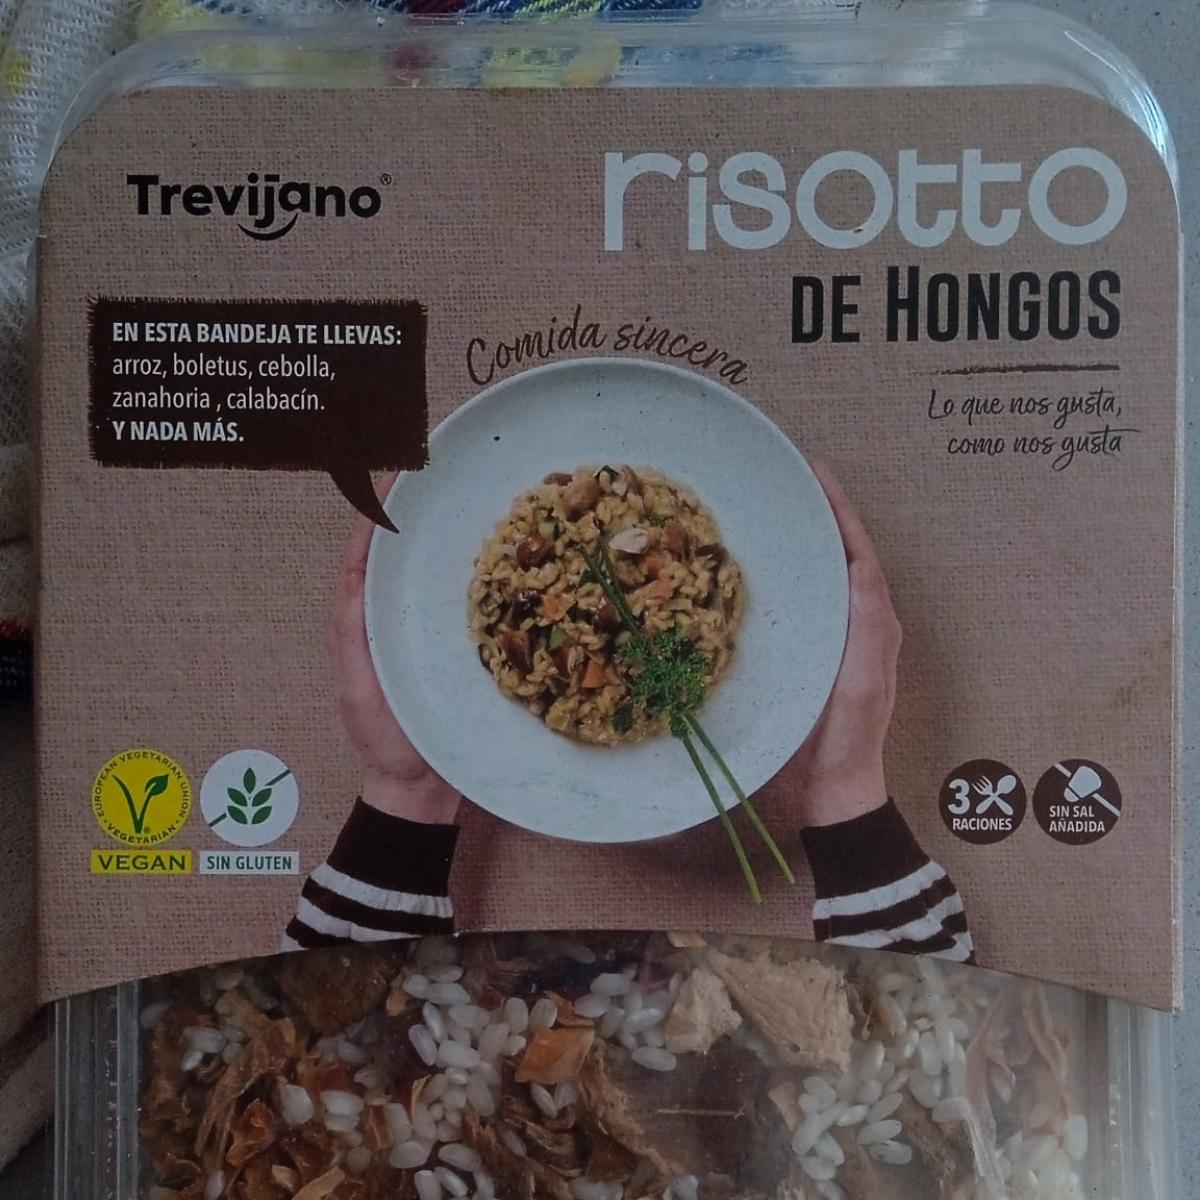 Trevijano®
risotto
DE HONGOS
Lo que nos gusta,
como nos gusta
EN ESTA BANDEJA TE LLEVAS:
arroz, boletus, cebolla,
zanahoria , calabacín.
Y NADA MÁS.
Comida sincera
EUROPEAN VEGETARIAN UNION
VEGETARIAN
VEGAN
SIN GLUTEN
3
RACIONES
SIN SAL
AÑADIDA